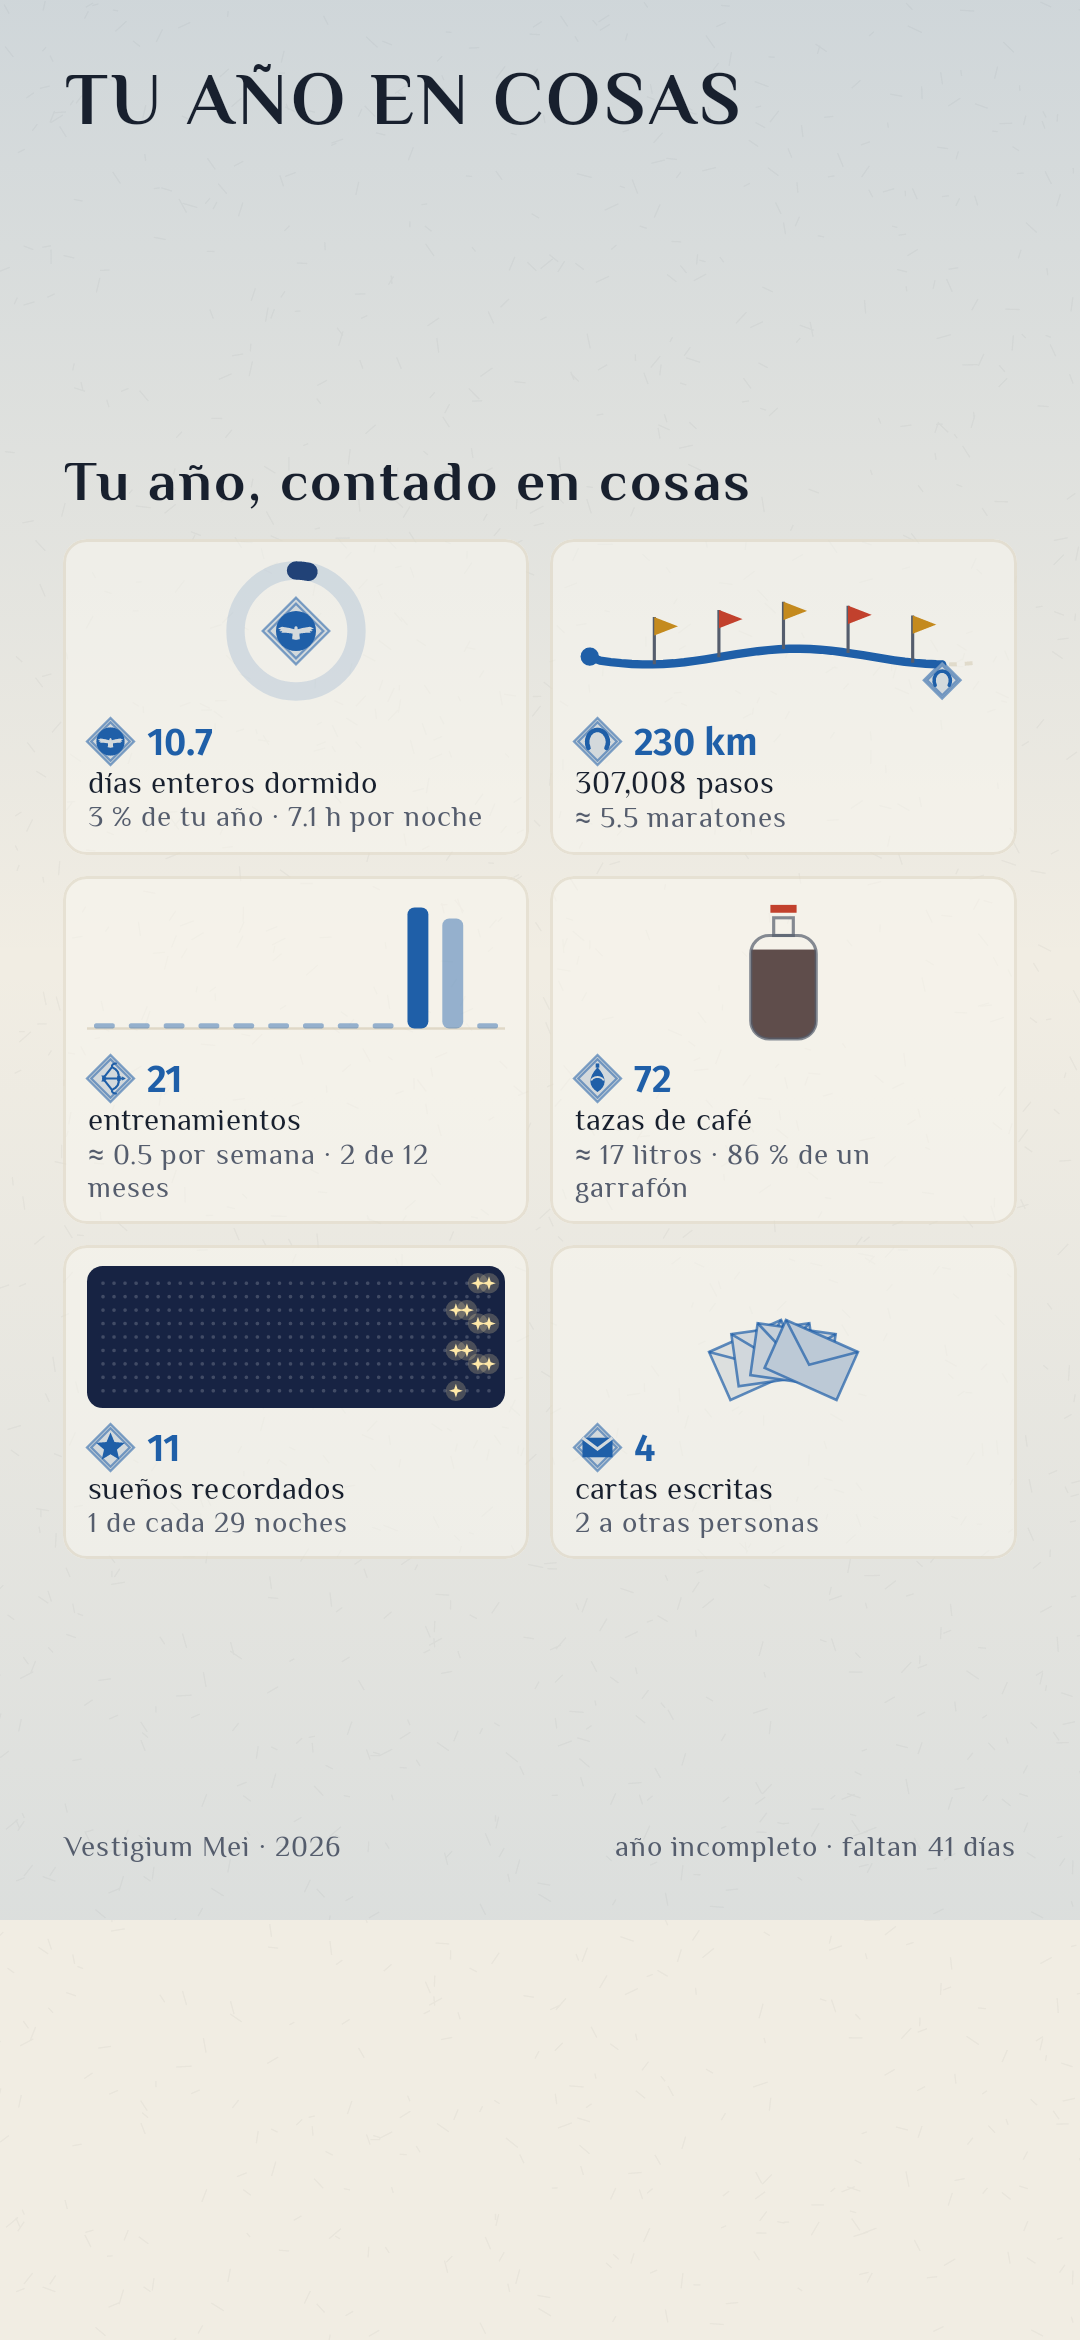 TU AÑO EN COSAS
Tu año, contado en cosas
10.7
días enteros dormido
3 % de tu año · 7.1 h por noche
230 km
307,008 pasos
≈ 5.5 maratones
21
entrenamientos
≈ 0.5 por semana · 2 de 12
meses
72
tazas de café
≈ 17 litros · 86 % de un
garrafón
11
sueños recordados
1 de cada 29 noches
4
cartas escritas
2 a otras personas
Vestigium Mei · 2026
año incompleto · faltan 41 días